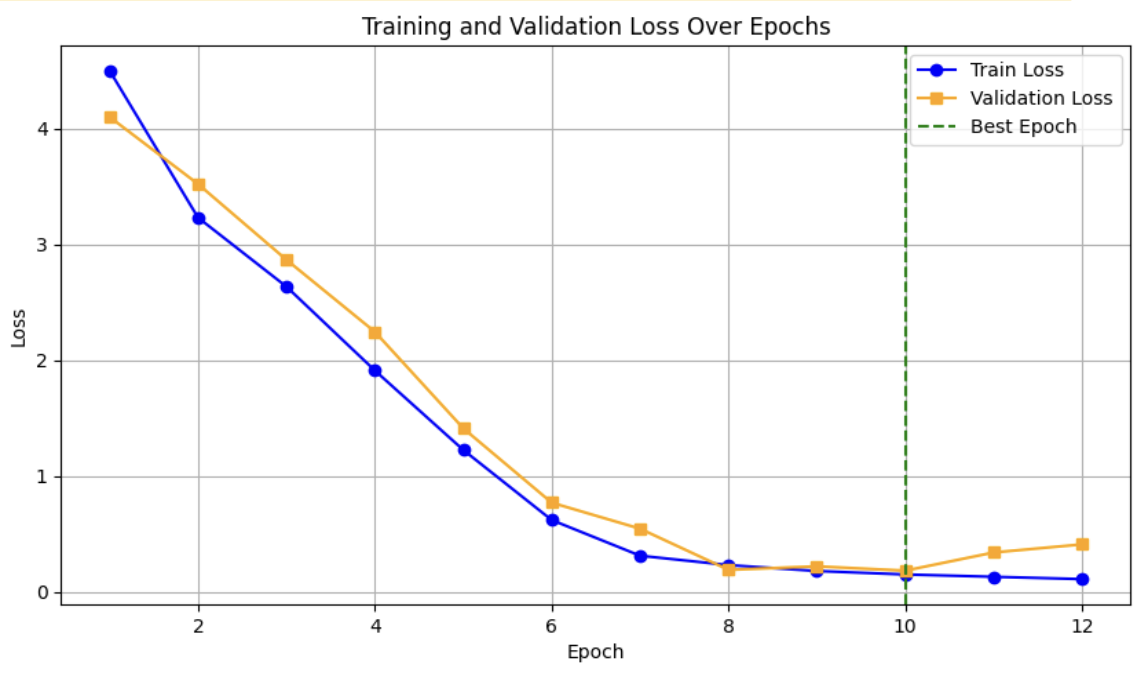 Training and Validation Loss Over Epochs
Train Loss
Validation Loss
Best Epoch
4
3
2
1
0
Loss
2 4 6 8 10 12
Epoch